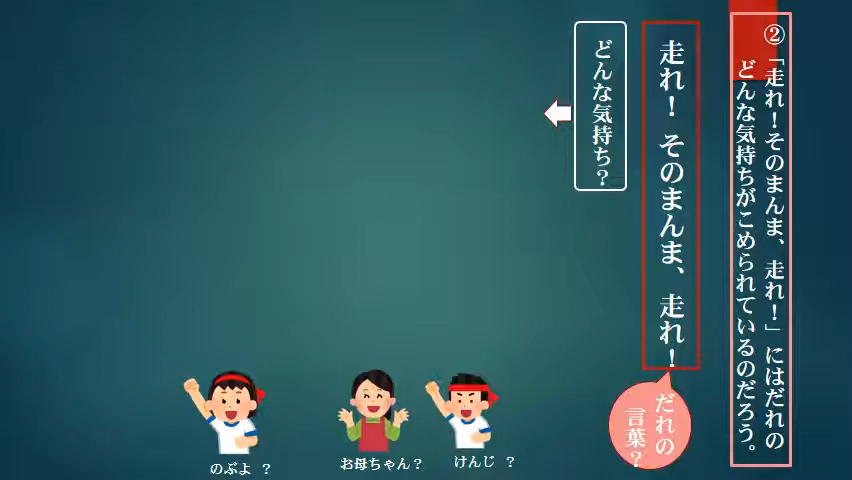 ②「走れ!そのまんま、走れ!」にはだれの
どんな気持ちがこめられているのだろう。
走れ! そのまんま、走れ!
だれの
言葉?
どんな気持ち?
けんじ ?
お母ちゃん?
のぶよ ?